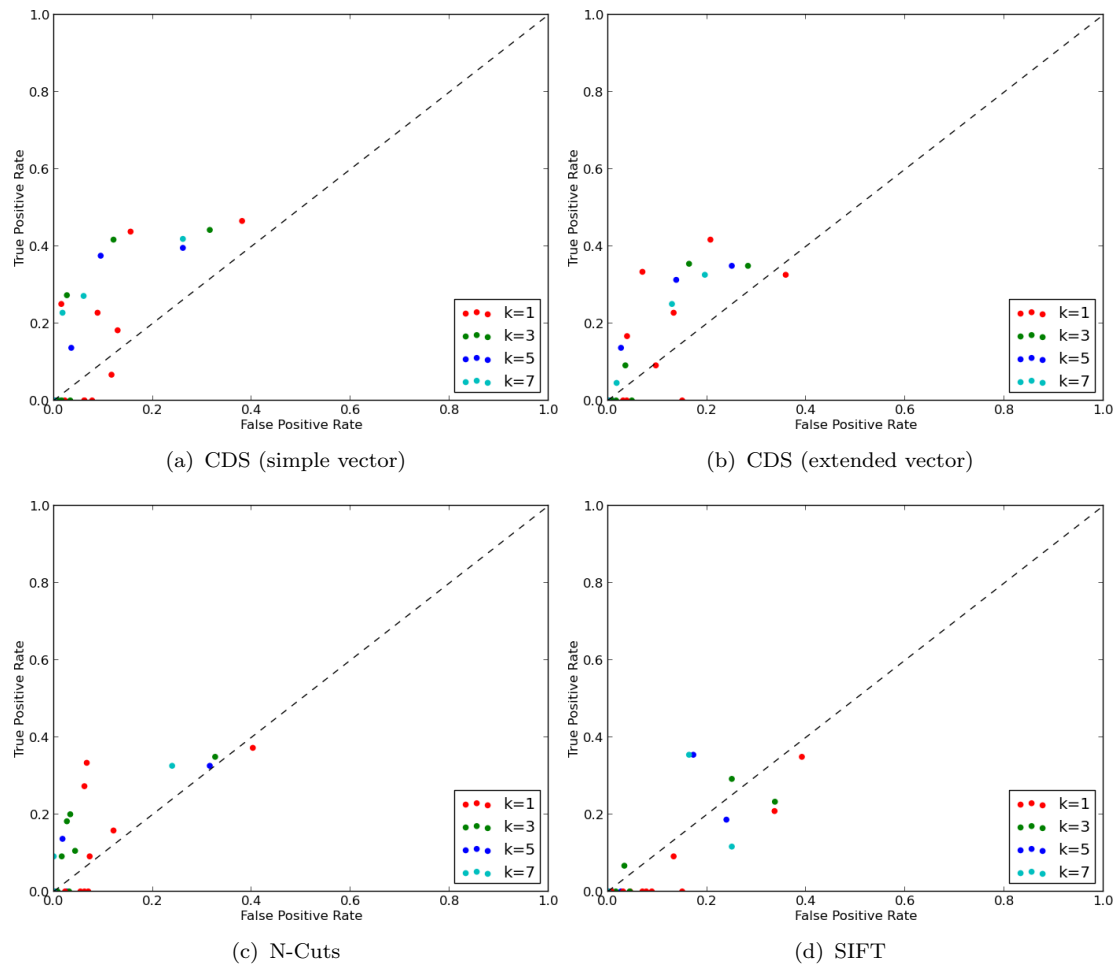 1.0
0.8
0.6
0.4
0.2
0.0
True Positive Rate
0.0 0.2 0.4 0.6 0.8 1.0
False Positive Rate
k=1
k=3
k=5
k=7
(a) CDS (simple vector)
1.0
0.8
0.6
0.4
0.2
0.0
True Positive Rate
0.0 0.2 0.4 0.6 0.8 1.0
False Positive Rate
k=1
k=3
k=5
k=7
(b) CDS (extended vector)
1.0
0.8
0.6
0.4
0.2
0.0
True Positive Rate
0.0 0.2 0.4 0.6 0.8 1.0
False Positive Rate
k=1
k=3
k=5
k=7
(c) N-Cuts
1.0
0.8
0.6
0.4
0.2
0.0
True Positive Rate
0.0 0.2 0.4 0.6 0.8 1.0
False Positive Rate
k=1
k=3
k=5
k=7
(d) SIFT